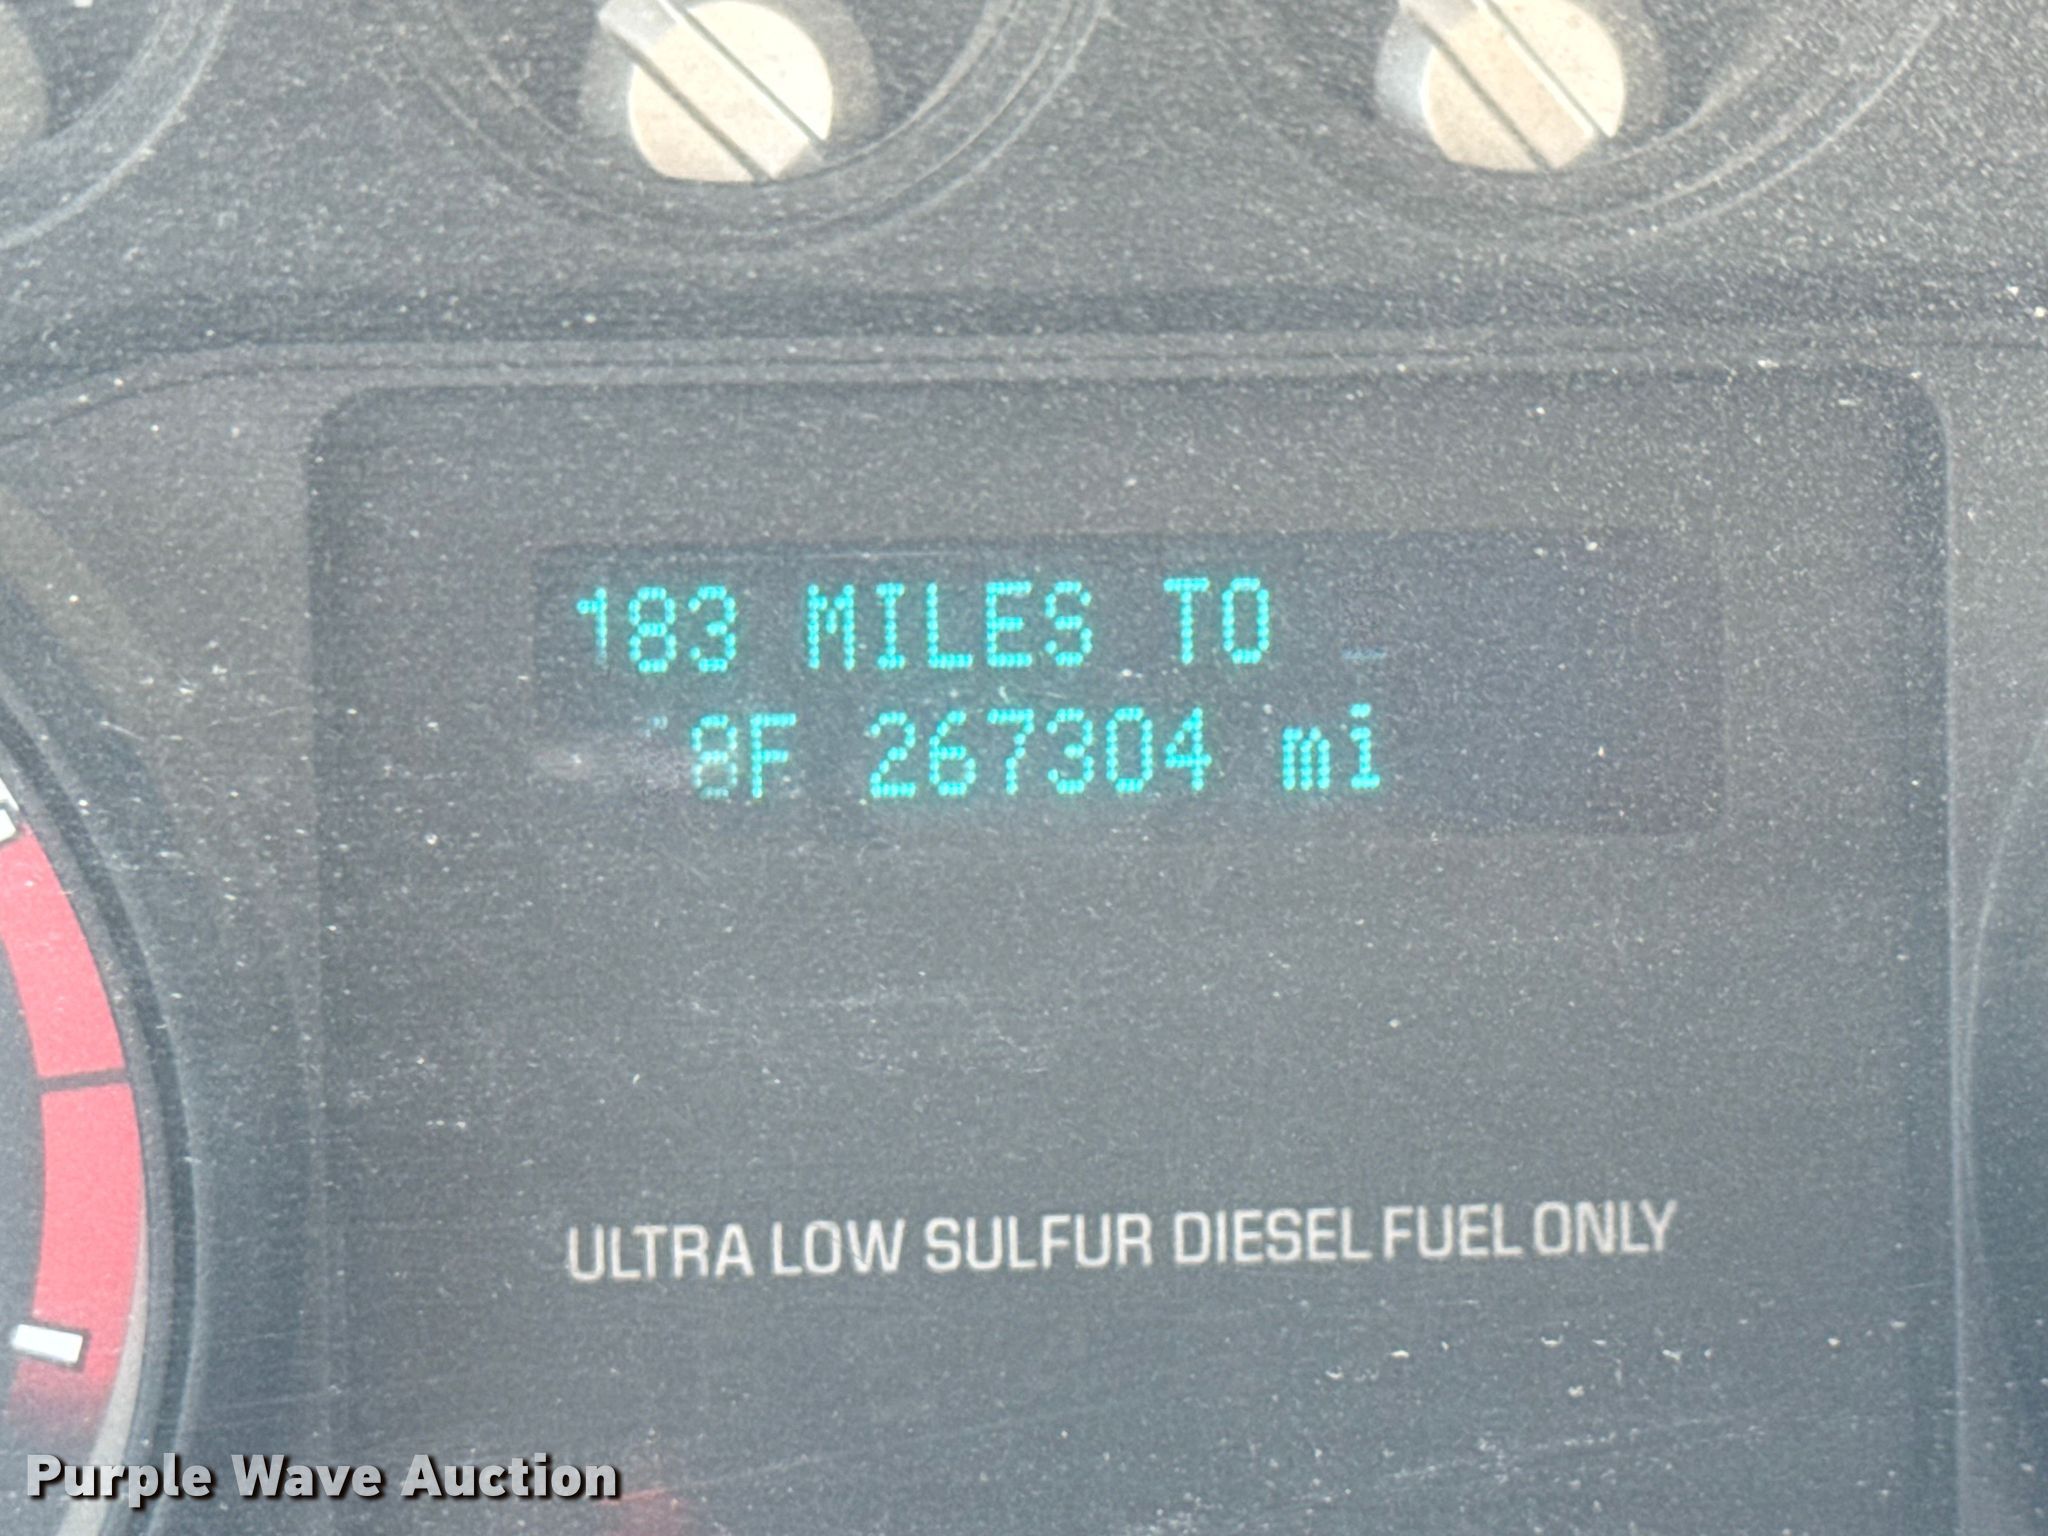 183 MILES TO
8F 267304 mi
ULTRA LOW SULFUR DIESEL FUEL ONLY
Purple Wave Auction